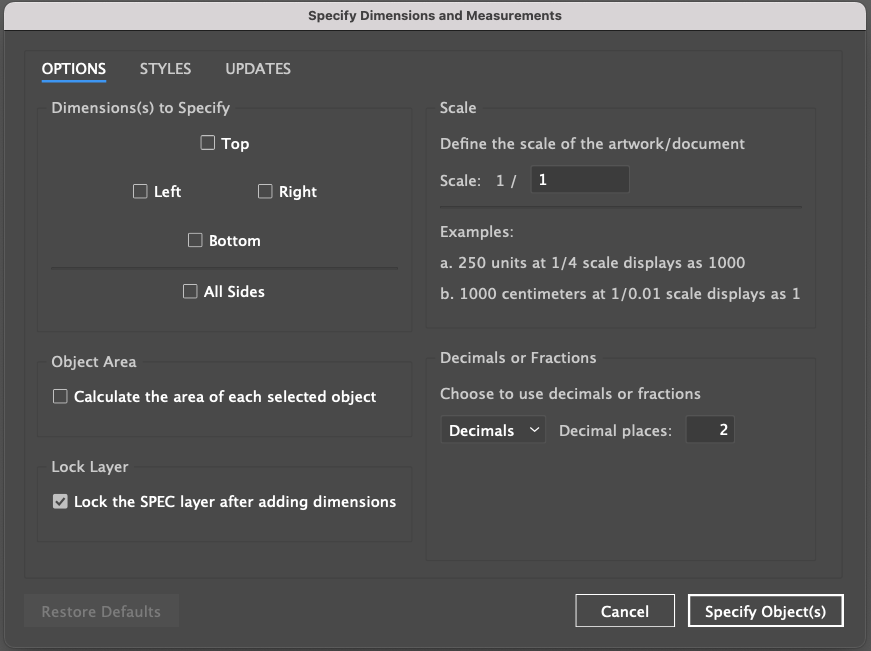 Specify Dimensions and Measurements
OPTIONS STYLES UPDATES
Dimensions(s) to Specify
Top
Left Right
Bottom
All Sides
Object Area
Calculate the area of each selected object
Lock Layer
Lock the SPEC layer after adding dimensions
Scale
Define the scale of the artwork/document
Scale: 1 / 1
Examples:
a. 250 units at 1/4 scale displays as 1000
b. 1000 centimeters at 1/0.01 scale displays as 1
Decimals or Fractions
Choose to use decimals or fractions
Decimals Decimal places: 2
Restore Defaults Cancel Specify Object(s)